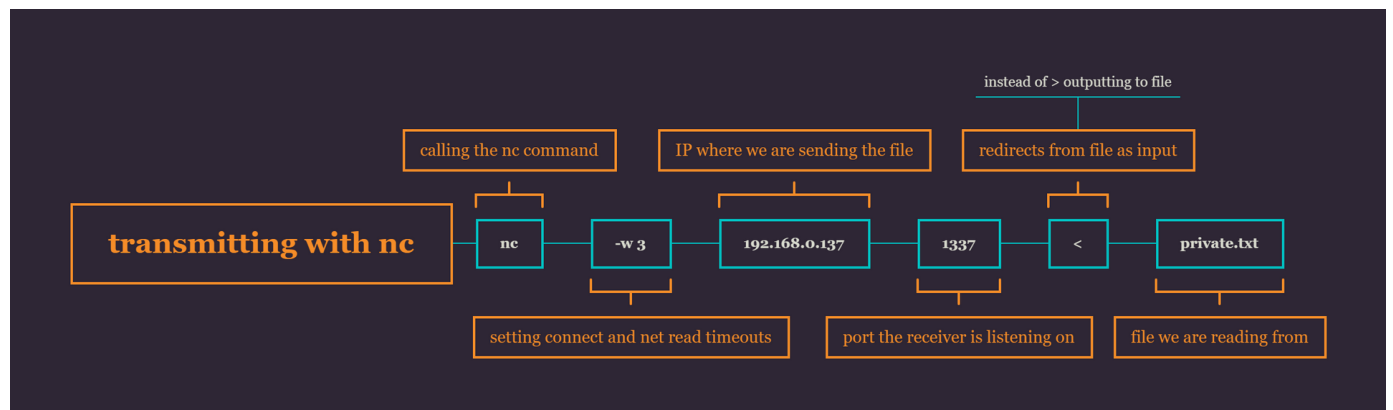 instead of > outputting to file
calling the nc command
IP where we are sending the file
redirects from file as input
transmitting with nc
nc
-w 3
192.168.0.137
1337
<
private.txt
setting connect and net read timeouts
port the receiver is listening on
file we are reading from